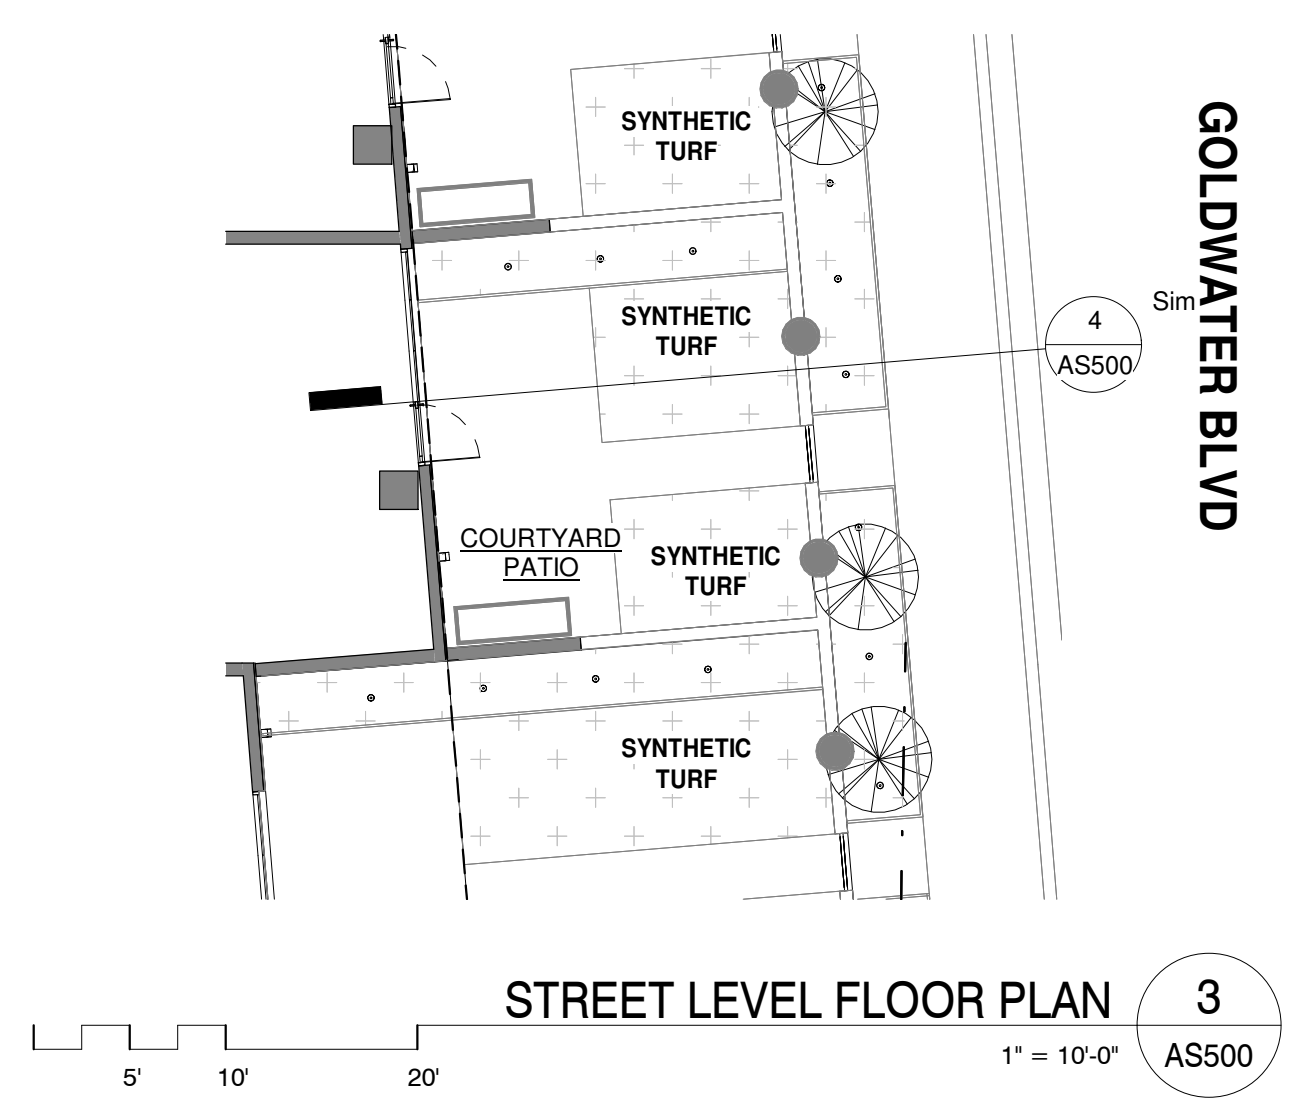 SYNTHETIC
TURF
GOLDWATER BLVD
SYNTHETIC
TURF
Sim
4
AS500
COURTYARD
PATIO
SYNTHETIC
TURF
SYNTHETIC
TURF
STREET LEVEL FLOOR PLAN
3
1" = 10'-0"
AS500
5'
10'
20'